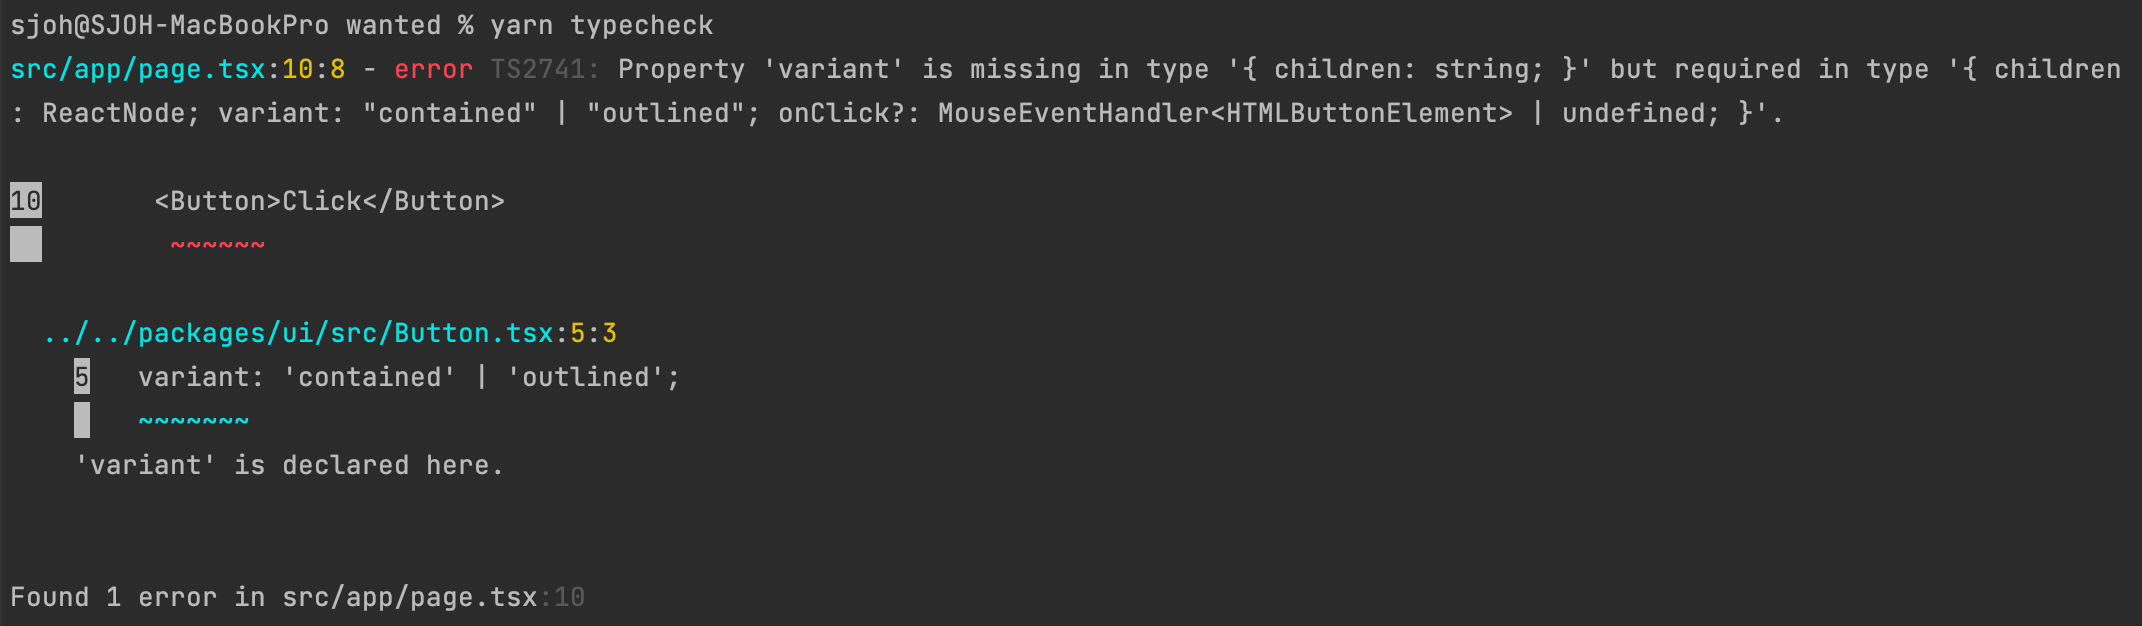 sjoh@SJOH-MacBookPro wanted % yarn typecheck
src/app/page.tsx:10:8 - error TS2741: Property 'variant' is missing in type '{ children: string; }' but required in type '{ children
: ReactNode; variant: "contained" | "outlined"; onClick?: MouseEventHandler<HTMLButtonElement> | undefined; }'.
10       <Button>Click</Button>
          ~~~~~~
../../packages/ui/src/Button.tsx:5:3
5   variant: 'contained' | 'outlined';
    ~~~~~~~
'variant' is declared here.
Found 1 error in src/app/page.tsx:10